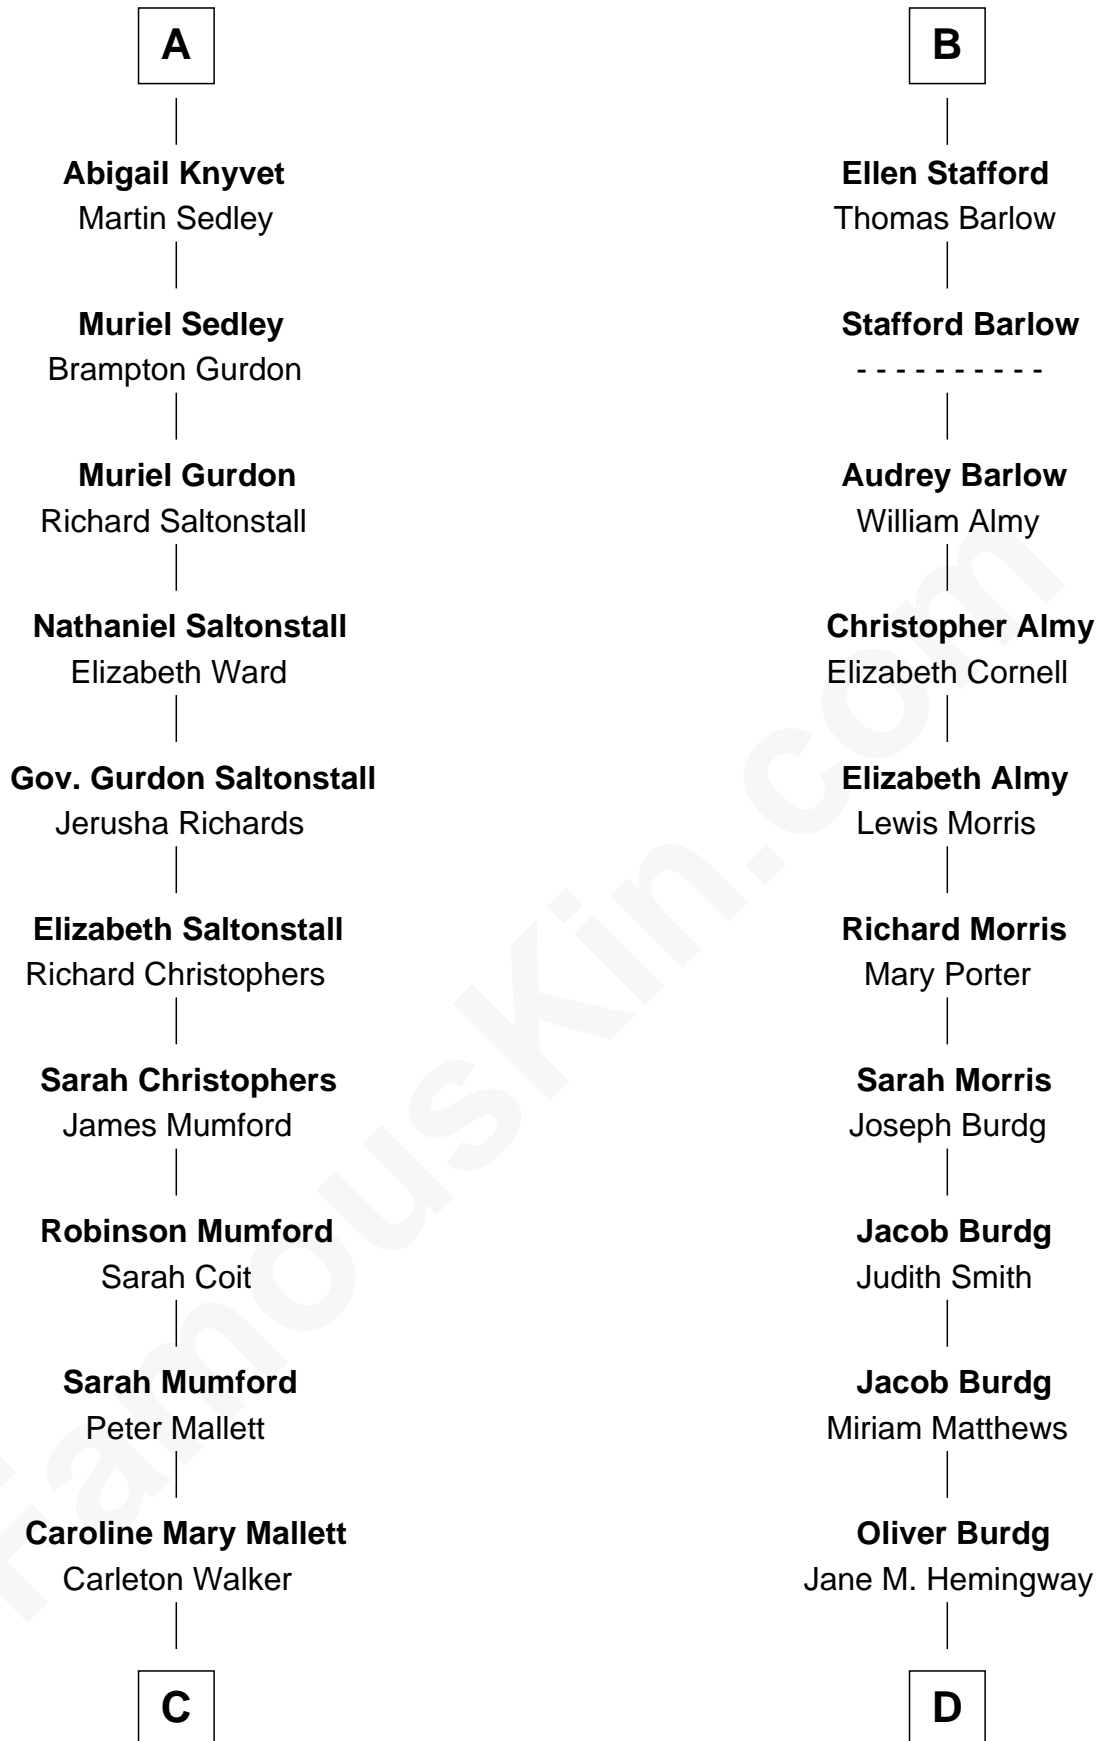 A
Abigail Knyvet
Martin Sedley
Muriel Sedley
Brampton Gurdon
Muriel Gurdon
Richard Saltonstall
Nathaniel Saltonstall
Elizabeth Ward
Gov. Gurdon Saltonstall
Jerusha Richards
Elizabeth Saltonstall
Richard Christophers
Sarah Christophers
James Mumford
Robinson Mumford
Sarah Coit
Sarah Mumford
Peter Mallett
Caroline Mary Mallett
Carleton Walker
C
B
Ellen Stafford
Thomas Barlow
Stafford Barlow
- - - - - - - - - -
Audrey Barlow
William Almy
Christopher Almy
Elizabeth Cornell
Elizabeth Almy
Lewis Morris
Richard Morris
Mary Porter
Sarah Morris
Joseph Burdg
Jacob Burdg
Judith Smith
Jacob Burdg
Miriam Matthews
Oliver Burdg
Jane M. Hemingway
D
FamousKin.com